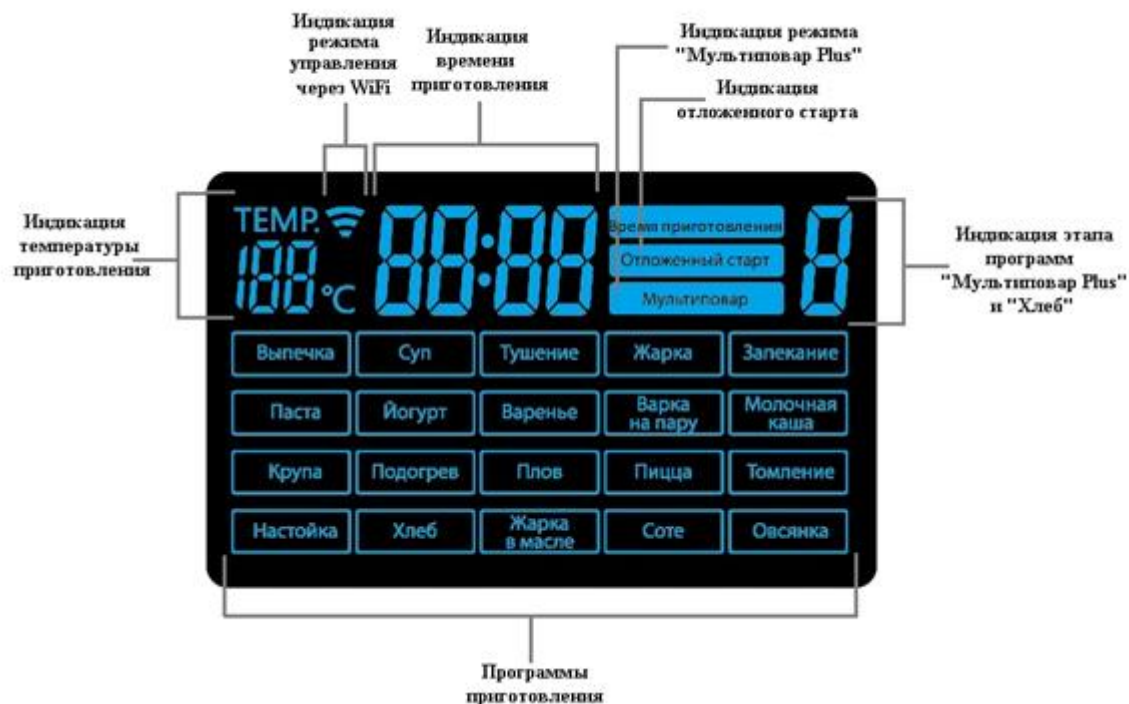 Индикация
режима
управления
через WiFi
Индикация
времени
приготовления
Индикация режима
"Мультиповар Plus"
Индикация
отложенного старта
Индикация
температуры
приготовления
TEMP.
188 °C
88:88
Время приготовления
Отложенный старт
Мультиповар
8
Индикация этапа
программ
"Мультиповар Plus"
и "Хлеб"
Выпечка Суп Тушение Жарка Запекание
Паста Йогурт Варенье Варка на пару Молочная каша
Крупа Подогрев Плов Пицца Томление
Настойка Хлеб Жарка в масле Соте Овсянка
Программы
приготовления